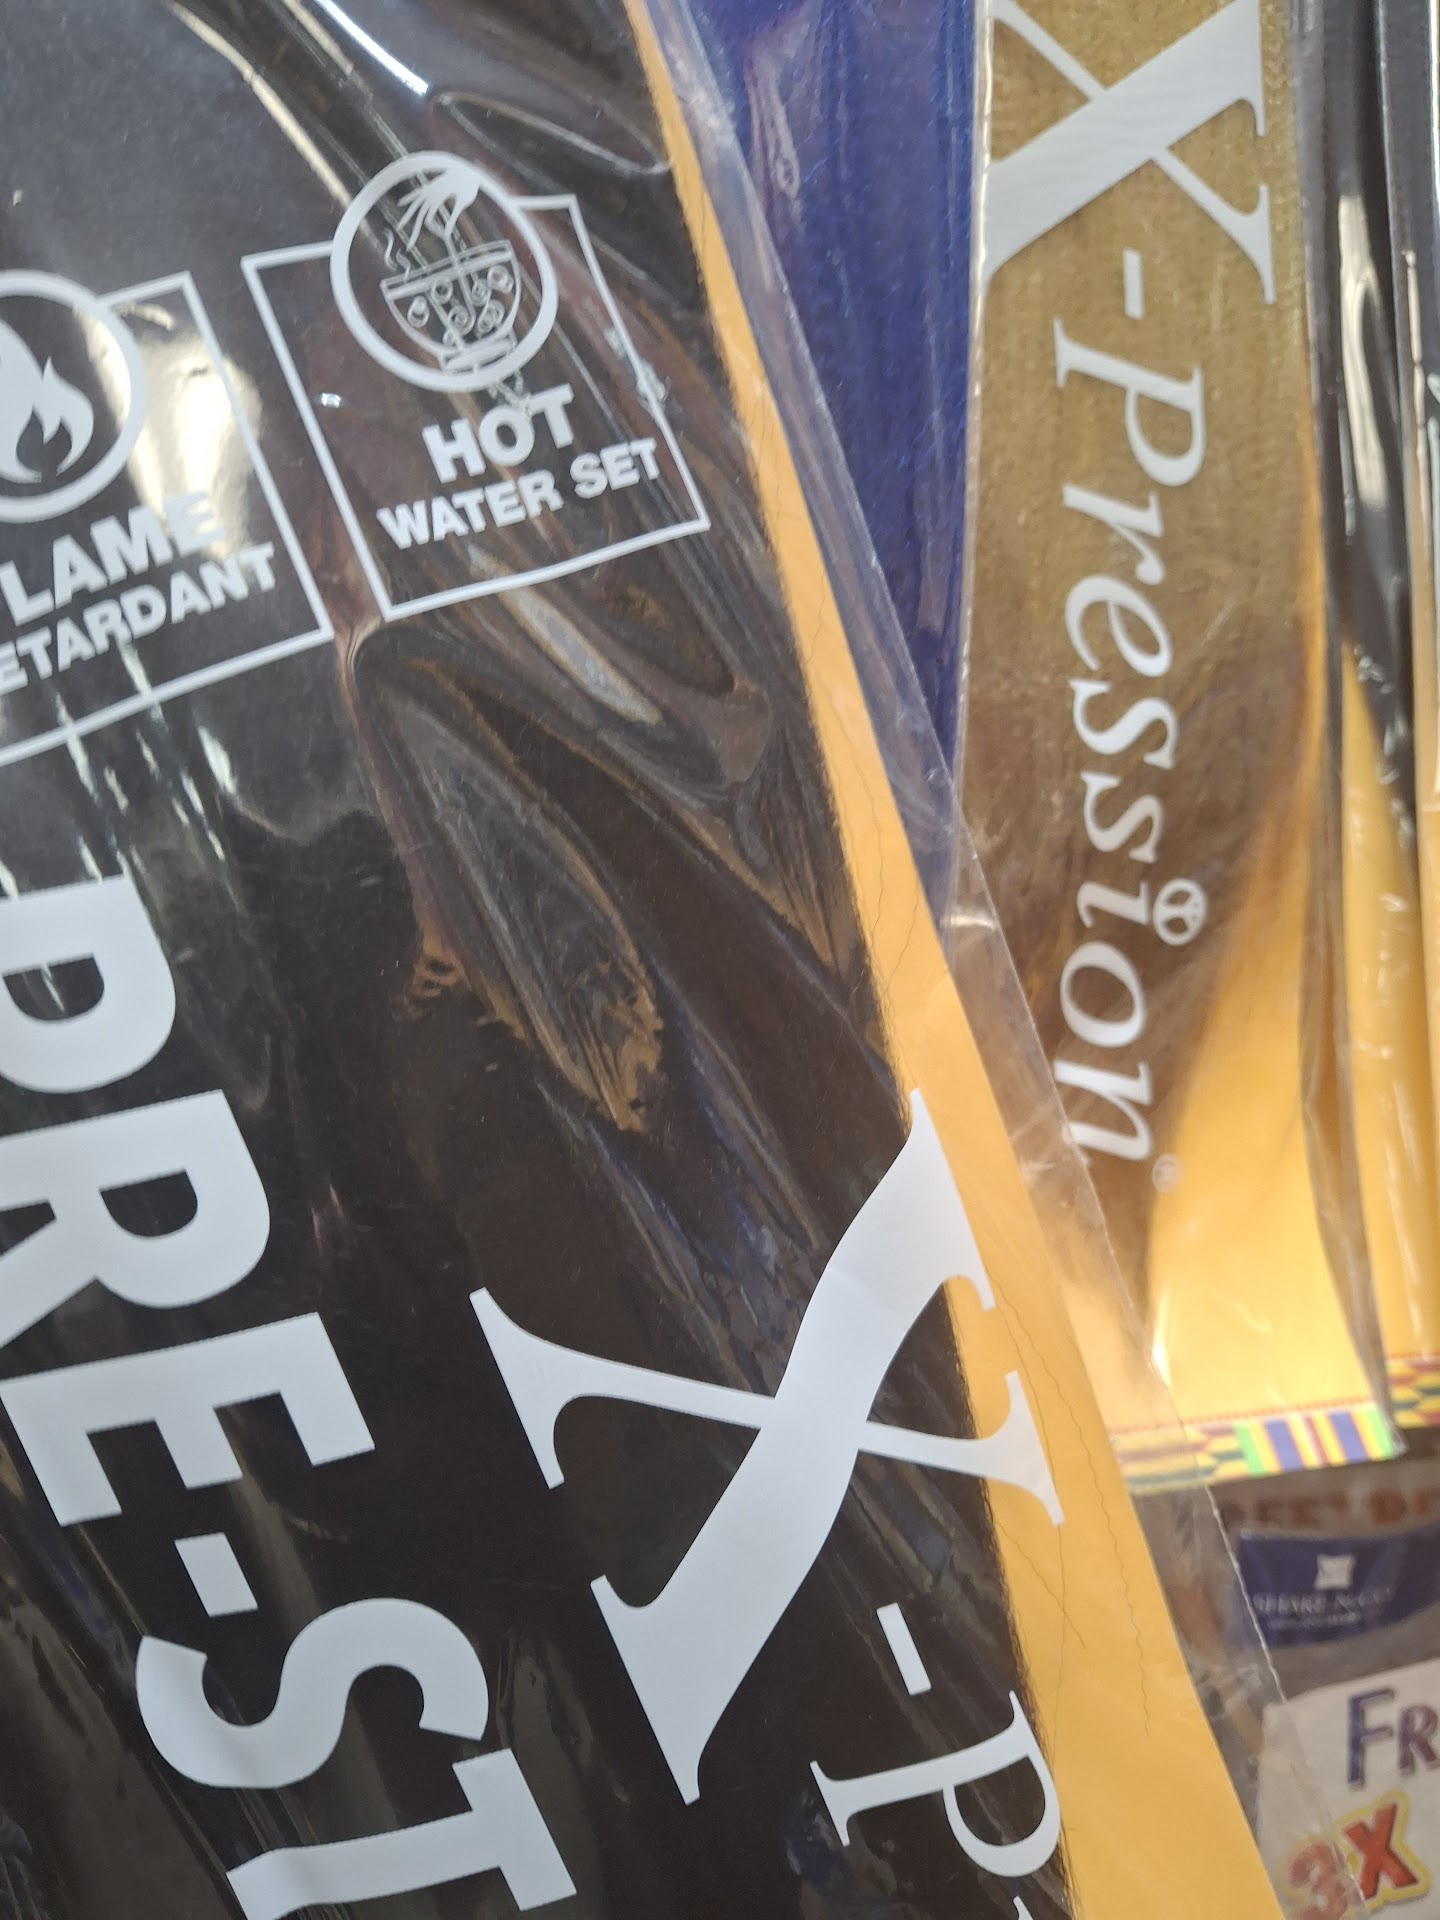 HOT
WATER SET
LAME
ETARDANT
PRE-ST
X-P
X-Pression®
FR
3X